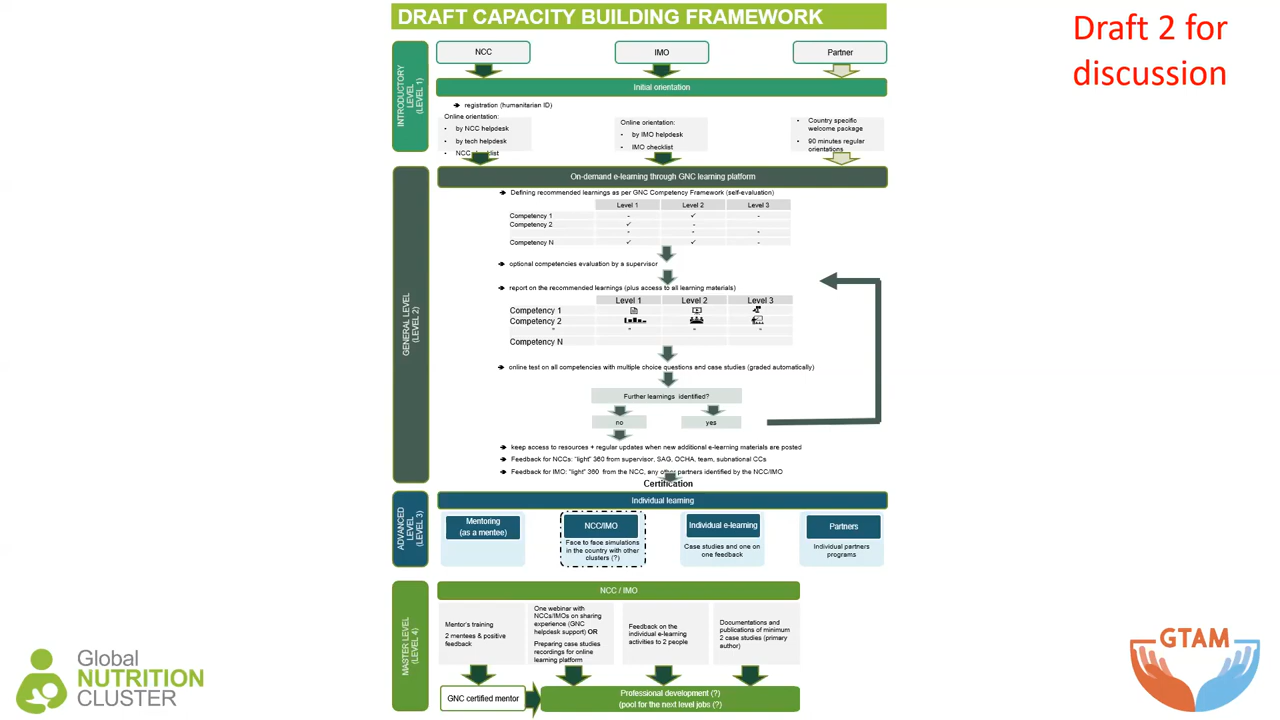 DRAFT CAPACITY BUILDING FRAMEWORK
Draft 2 for
discussion
INTRODUCTORY
LEVEL
(LEVEL 1)
NCC
IMO
Partner
Initial orientation
registration (humanitarian ID)
Online orientation:
• by NCC helpdesk
• by tech helpdesk
• NCC checklist
Online orientation:
• by IMO helpdesk
• IMO checklist
• Country specific
welcome package
• 90 minutes regular
orientations
GENERAL LEVEL
(LEVEL 2)
On-demand e-learning through GNC learning platform
Defining recommended learnings as per GNC Competency Framework (self-evaluation)
Level 1 Level 2 Level 3
Competency 1 - ✓ -
Competency 2 ✓ -
- - -
Competency N ✓ ✓ -
optional competencies evaluation by a supervisor
report on the recommended learnings (plus access to all learning materials)
Level 1 Level 2 Level 3
Competency 1
Competency 2
- - - -
Competency N
online test on all competencies with multiple choice questions and case studies (graded automatically)
Further learnings identified?
no
yes
keep access to resources + regular updates when new additional e-learning materials are posted
Feedback for NCCs: "light" 360 from supervisor, SAG, OCHA, team, subnational CCs
Feedback for IMO: "light" 360 from the NCC, any other partners identified by the NCC/IMO
Certification
ADVANCED
LEVEL
(LEVEL 3)
Individual learning
Mentoring
(as a mentee)
NCC/IMO
Face to face simulations
in the country with other
clusters (?)
Individual e-learning
Case studies and one on
one feedback
Partners
Individual partners
programs
MASTER LEVEL
(LEVEL 4)
NCC / IMO
Mentor's training
2 mentees & positive
feedback
One webinar with
NCCs/IMOs on sharing
experience (GNC
helpdesk support) OR
Preparing case studies
recordings for online
learning platform
Feedback on the
individual e-learning
activities to 2 people
Documentations and
publications of minimum
2 case studies (primary
author)
GNC certified mentor
Professional development (?)
(pool for the next level jobs (?)
Global
NUTRITION
CLUSTER
GTAM